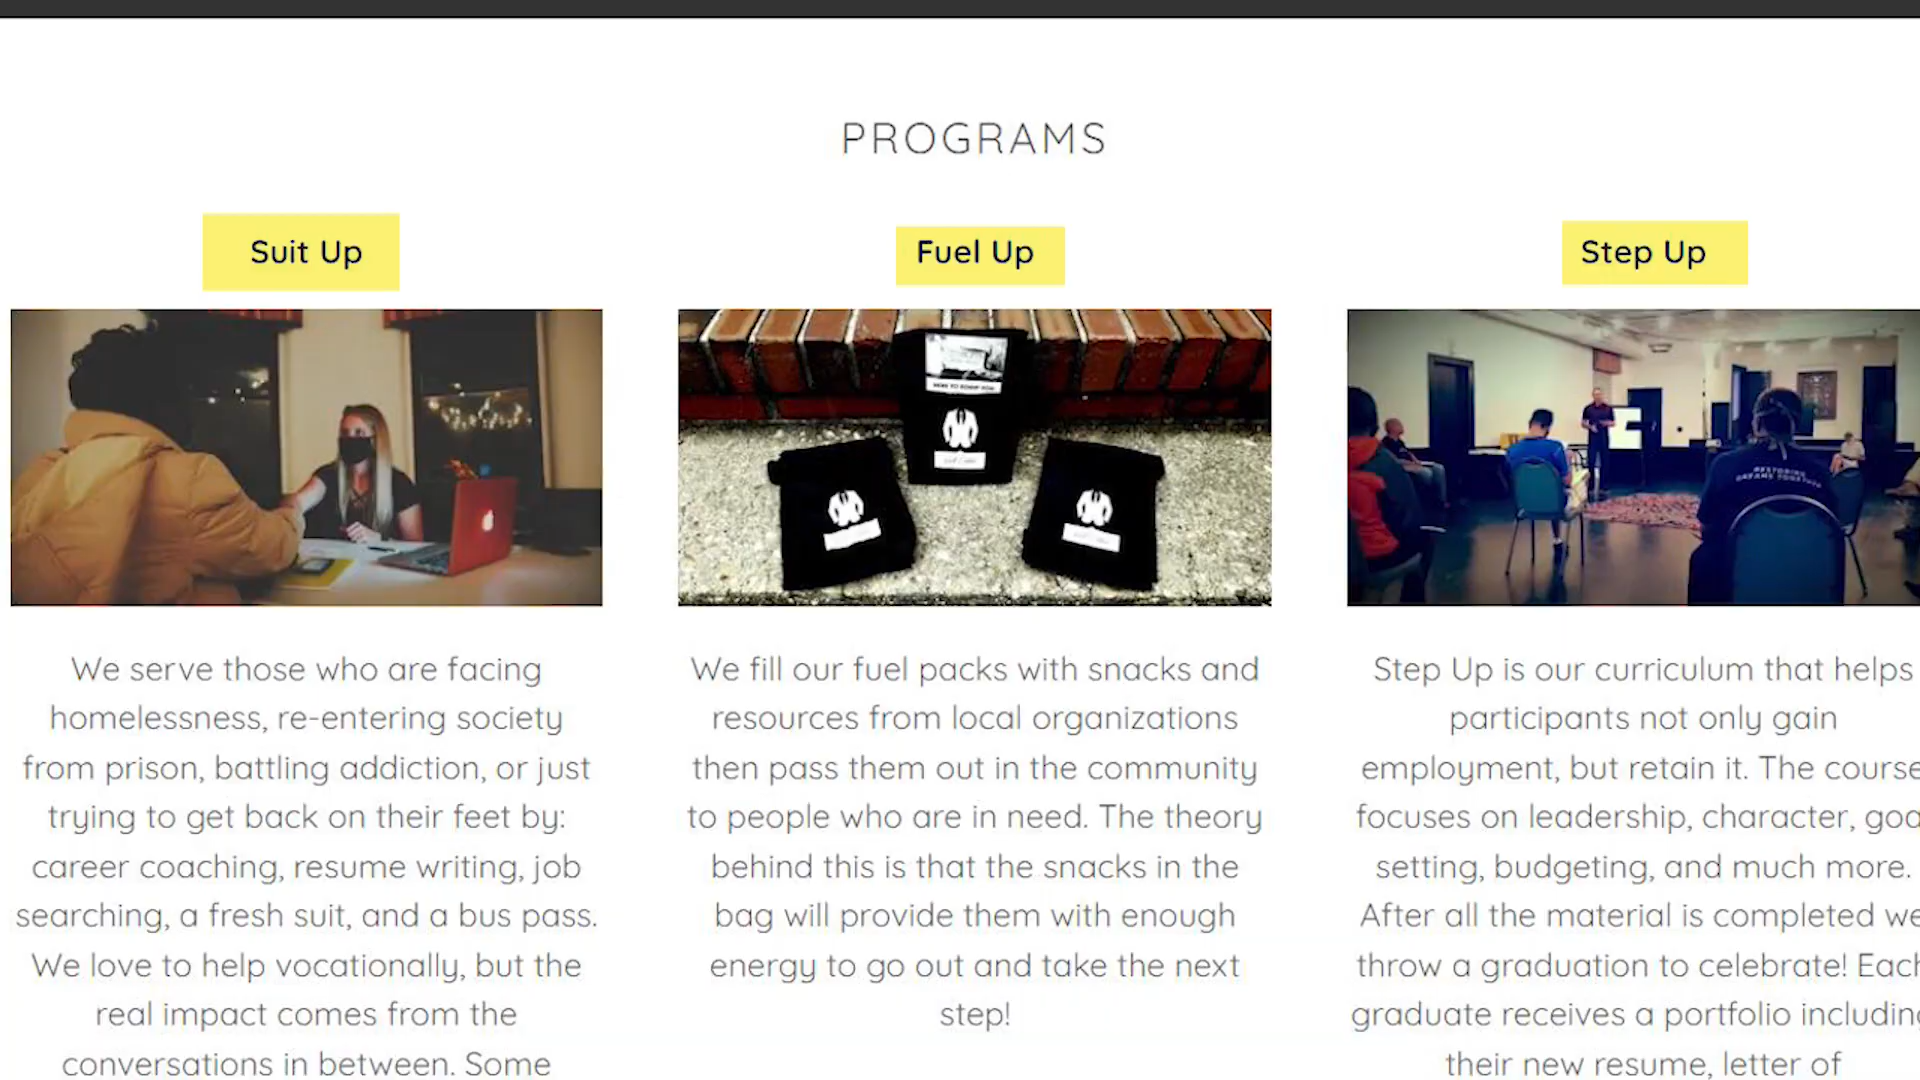 PROGRAMS
Suit Up
We serve those who are facing
homelessness, re-entering society
from prison, battling addiction, or just
trying to get back on their feet by:
career coaching, resume writing, job
searching, a fresh suit, and a bus pass.
We love to help vocationally, but the
real impact comes from the
conversations in between. Some
Fuel Up
We fill our fuel packs with snacks and
resources from local organizations
then pass them out in the community
to people who are in need. The theory
behind this is that the snacks in the
bag will provide them with enough
energy to go out and take the next
step!
Step Up
RESTORING
DREAMS TOGETHER
Step Up is our curriculum that helps
participants not only gain
employment, but retain it. The course
focuses on leadership, character, goa
setting, budgeting, and much more.
After all the material is completed we
throw a graduation to celebrate! Each
graduate receives a portfolio including
their new resume, letter of